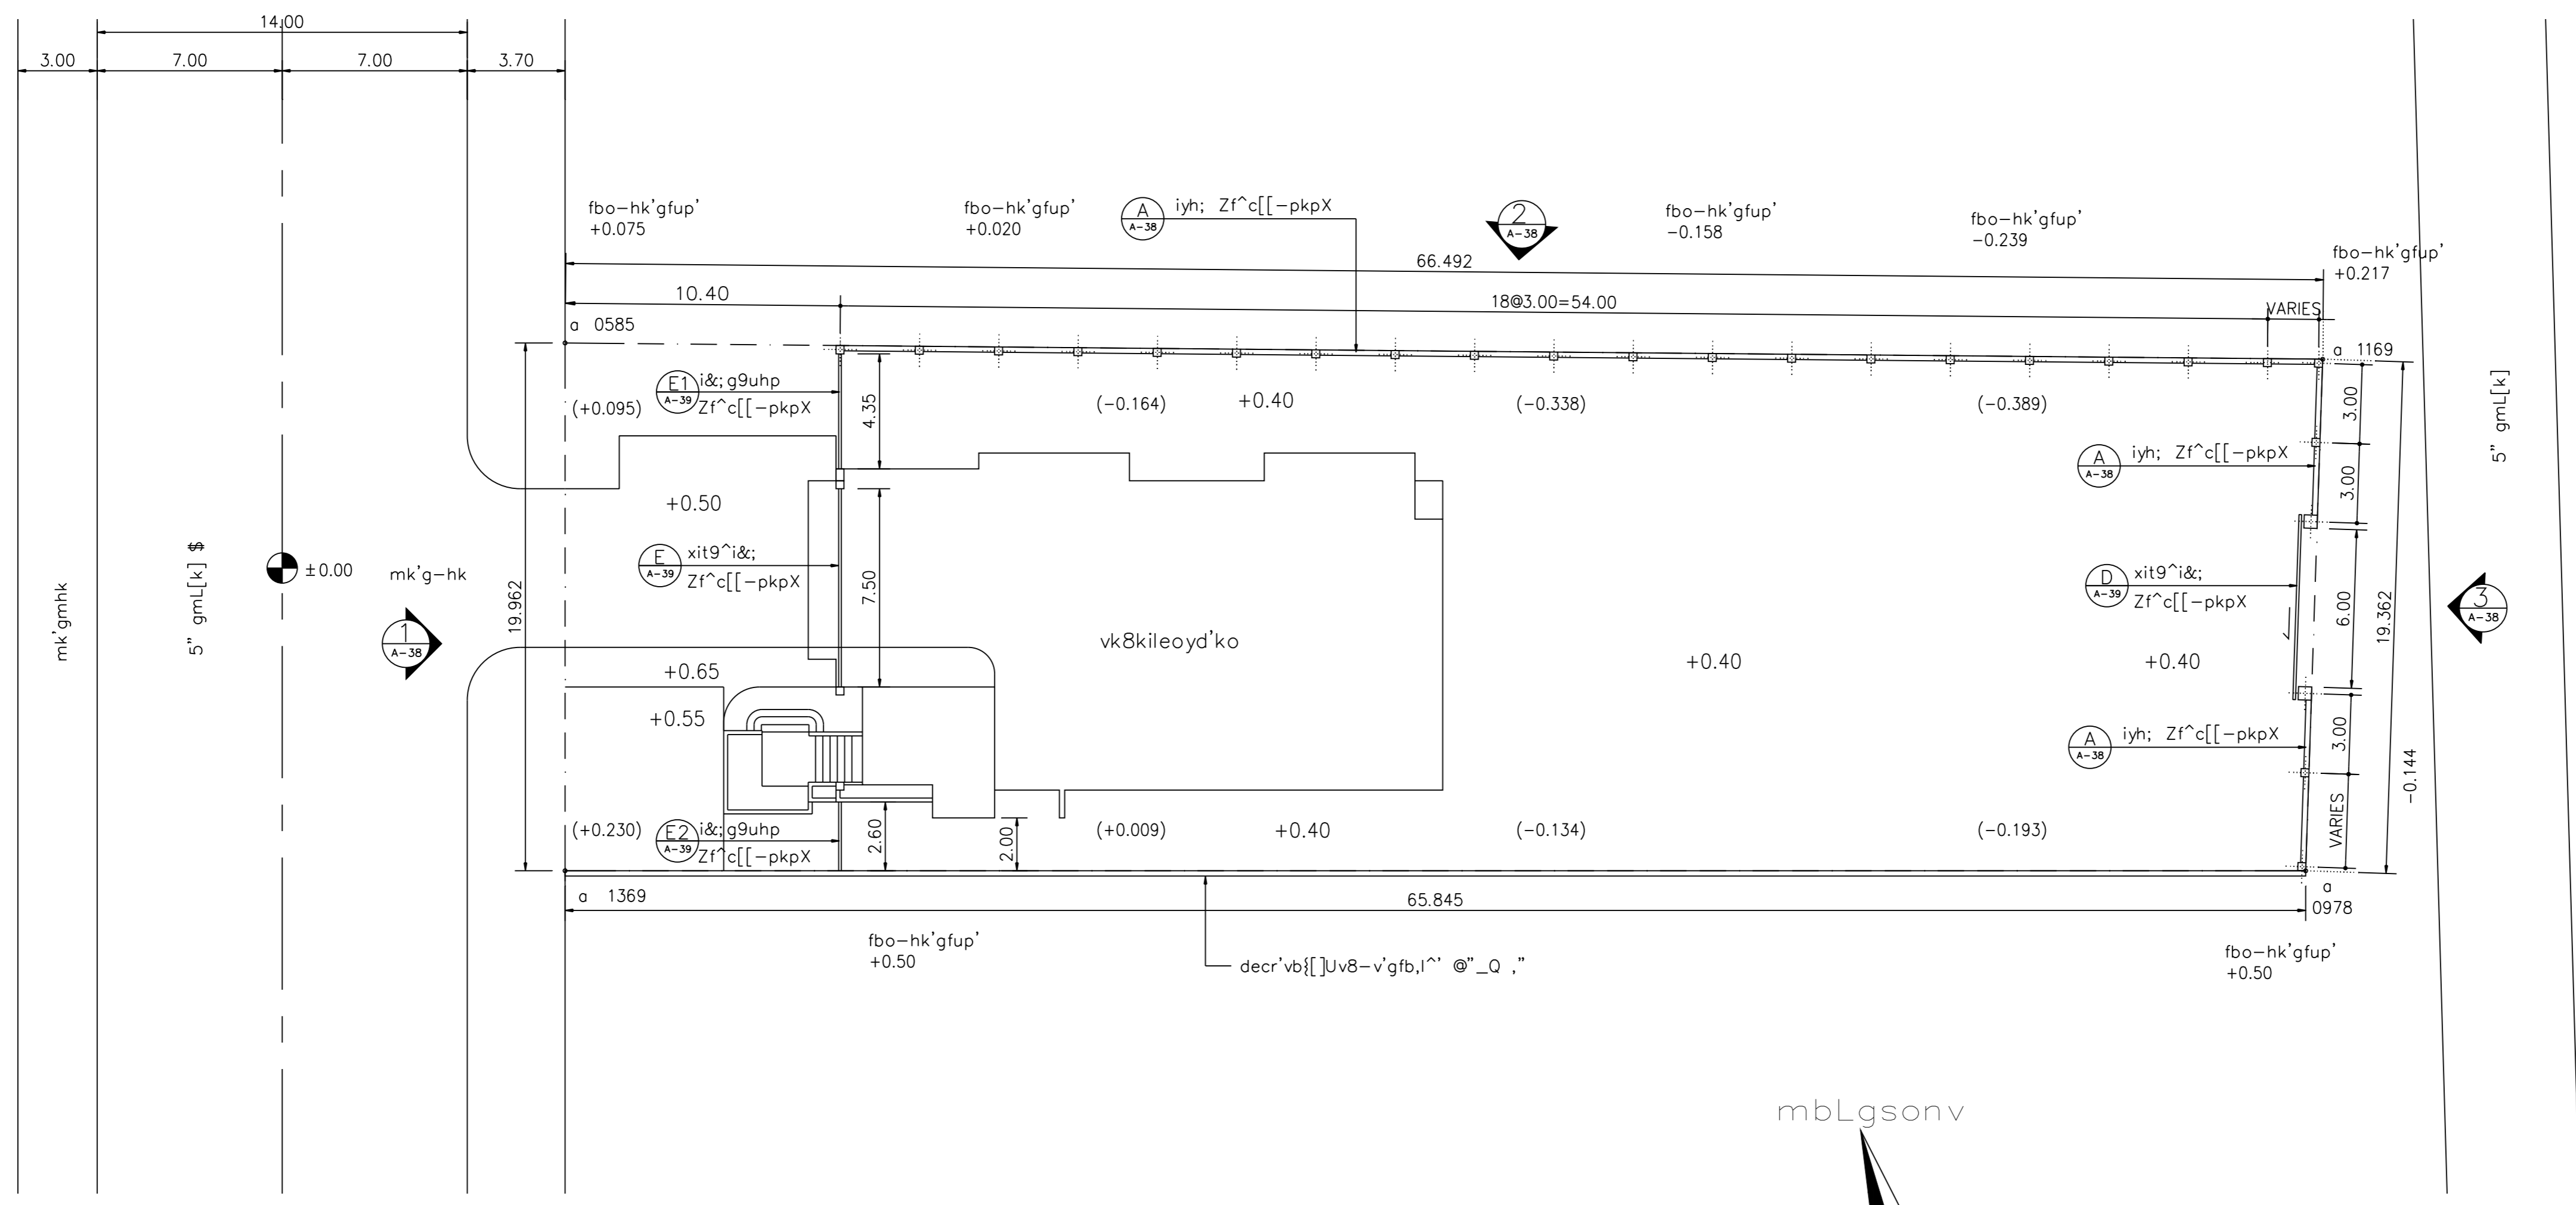 14.00
3.00
7.00
7.00
3.70
fbo-hk'gfup'
+0.075
fbo-hk'gfup'
+0.020
A
A-38
iyh; Zf^c[[-pkpX
2
A-38
fbo-hk'gfup'
-0.158
fbo-hk'gfup'
-0.239
fbo-hk'gfup'
+0.217
66.492
10.40
18@3.00=54.00
VARIES
a 0585
a 1169
E1
A-39
i&; g9uhp
Zf^c[[-pkpX
(+0.095)
4.35
(-0.164)
+0.40
(-0.338)
(-0.389)
3.00
5" gmL[k]
A
A-38
iyh; Zf^c[[-pkpX
3.00
+0.50
E
A-39
xit9^i&;
Zf^c[[-pkpX
7.50
19.962
mk'gmhk
5" gmL[k] $
±0.00
mk'g-hk
1
A-38
vk8kileoyd'ko
D
A-39
xit9^i&;
Zf^c[[-pkpX
6.00
19.362
3
A-38
+0.65
+0.40
+0.40
+0.55
A
A-38
iyh; Zf^c[[-pkpX
3.00
-0.144
VARIES
(+0.230)
E2
A-39
i&; g9uhp
Zf^c[[-pkpX
2.60
2.00
(+0.009)
+0.40
(-0.134)
(-0.193)
a 1369
65.845
a
0978
fbo-hk'gfup'
+0.50
decr'vb{[]Uv8-v'gfb,l^' @"_Q ,"
fbo-hk'gfup'
+0.50
mbLgsonv